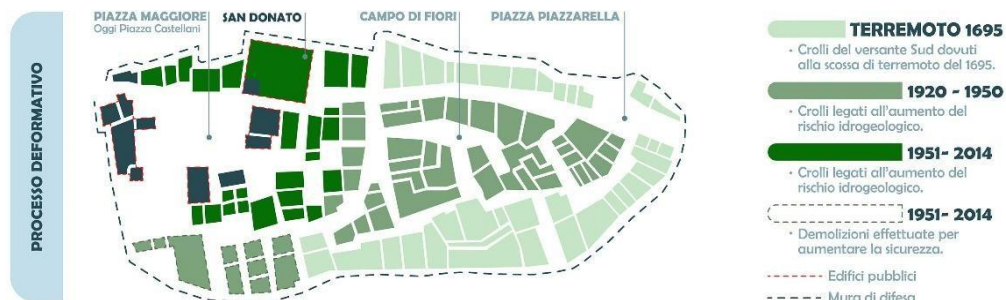 PROCESSO DEFORMATIVO
PIAZZA MAGGIORE
Oggi Piazza Castellani
SAN DONATO
CAMPO DI FIORI
PIAZZA PIAZZARELLA
TERREMOTO 1695
• Crolli del versante Sud dovuti
alla scossa di terremoto del 1695.
1920 - 1950
• Crolli legati all'aumento del
rischio idrogeologico.
1951- 2014
• Crolli legati all'aumento del
rischio idrogeologico.
1951- 2014
• Demolizioni effettuate per
aumentare la sicurezza.
Edifici pubblici
Mura di difesa